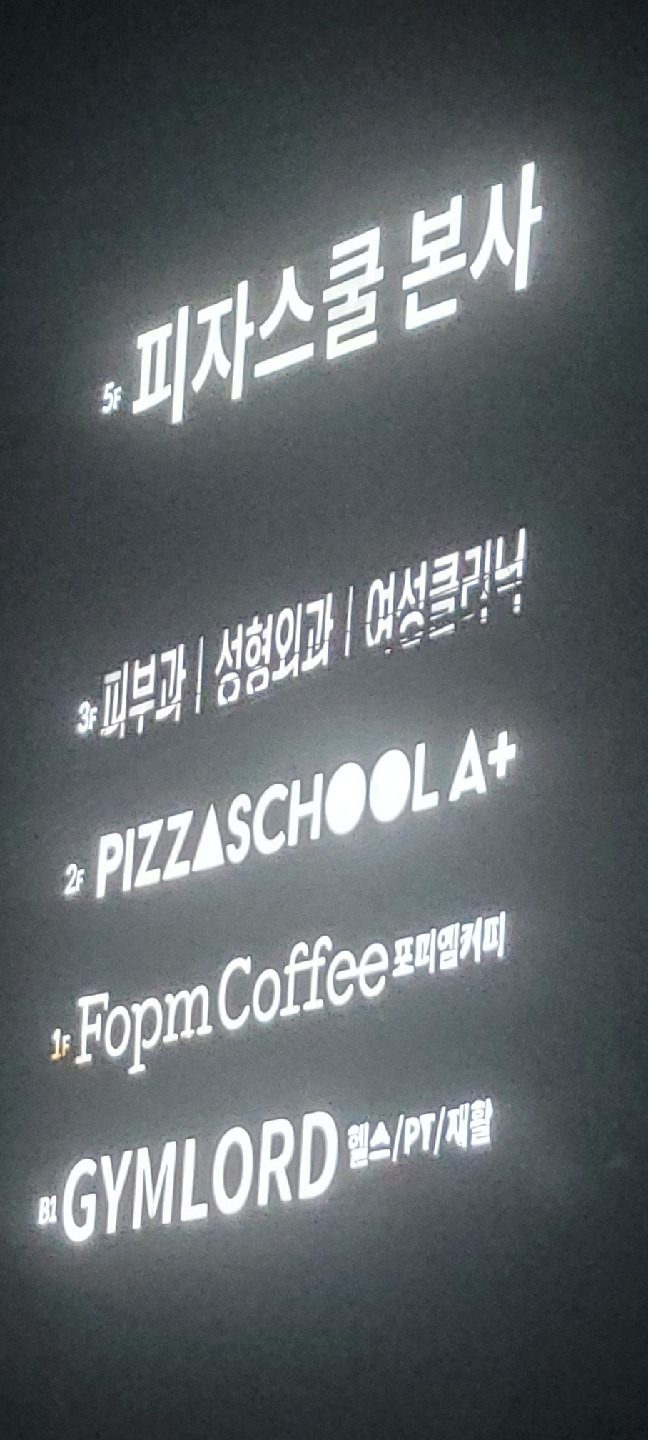 5F 피자스쿨 본사
3F 피부과 | 성형외과 | 여성클리닉
2F PIZZASCHOOL A+
1F Fopm Coffee 포피엠커피
B1 GYMLORD 헬스/PT/재활